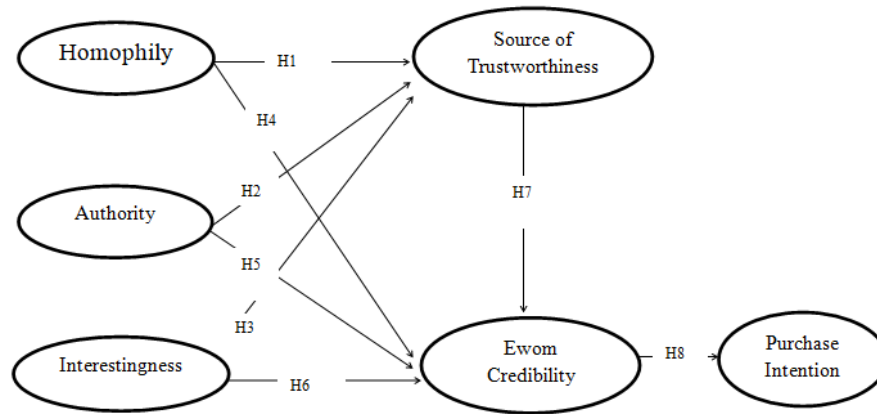 Homophily
H1
Source of
Trustworthiness
H4
H2
Authority
H7
H5
H3
Interestingness
H6
Ewom
Credibility
H8
Purchase
Intention